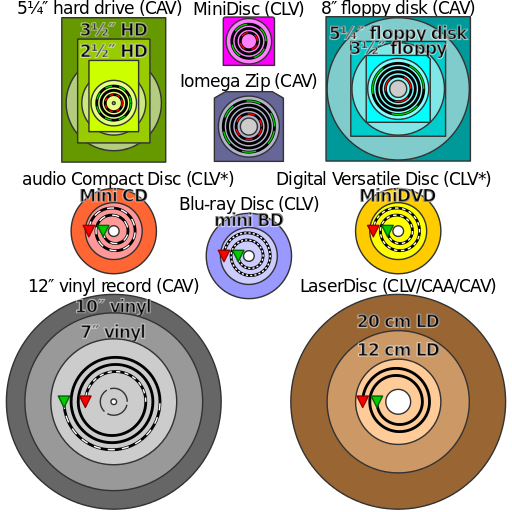 5¼″ hard drive (CAV)
3½″ HD
2½″ HD
MiniDisc (CLV)
8″ floppy disk (CAV)
5¼″ floppy disk
3½″ floppy
Iomega Zip (CAV)
audio Compact Disc (CLV*)
Mini CD
Blu-ray Disc (CLV)
mini BD
Digital Versatile Disc (CLV*)
MiniDVD
12″ vinyl record (CAV)
10″ vinyl
7″ vinyl
LaserDisc (CLV/CAA/CAV)
20 cm LD
12 cm LD